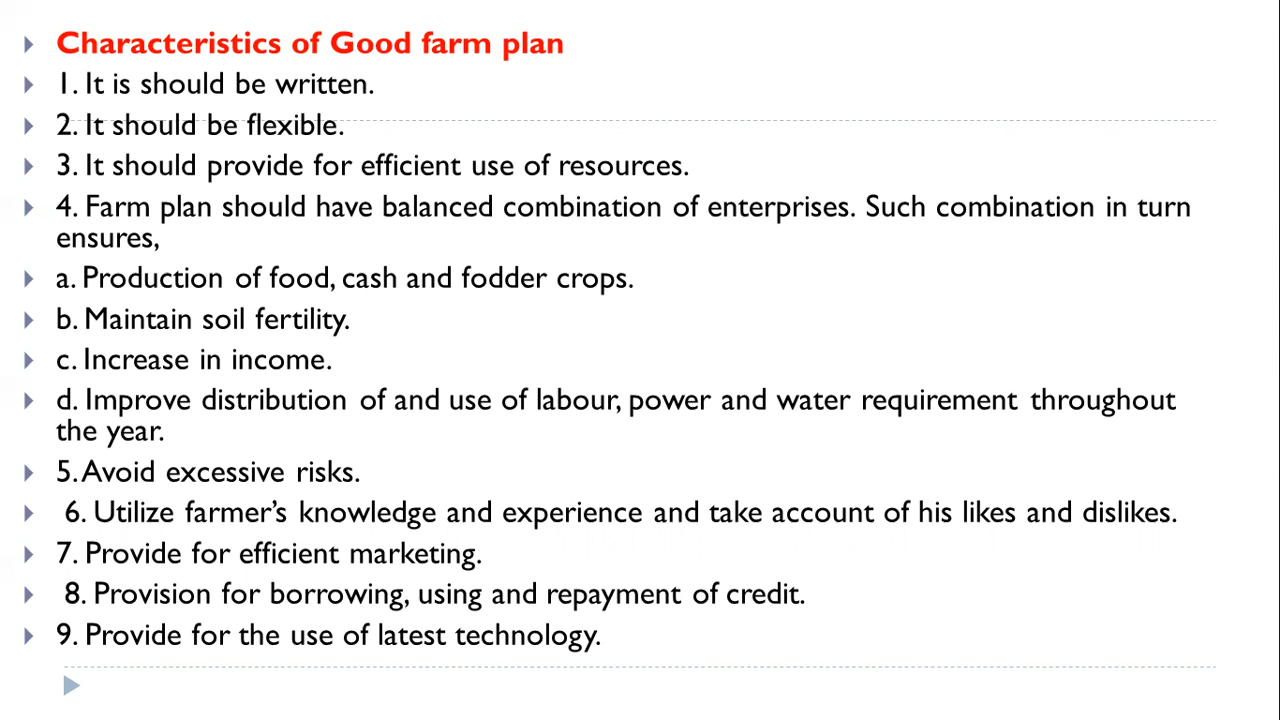 Characteristics of Good farm plan
1. It is should be written.
2. It should be flexible.
3. It should provide for efficient use of resources.
4. Farm plan should have balanced combination of enterprises. Such combination in turn
ensures,
a. Production of food, cash and fodder crops.
b. Maintain soil fertility.
c. Increase in income.
d. Improve distribution of and use of labour, power and water requirement throughout
the year.
5. Avoid excessive risks.
6. Utilize farmer’s knowledge and experience and take account of his likes and dislikes.
7. Provide for efficient marketing.
8. Provision for borrowing, using and repayment of credit.
9. Provide for the use of latest technology.